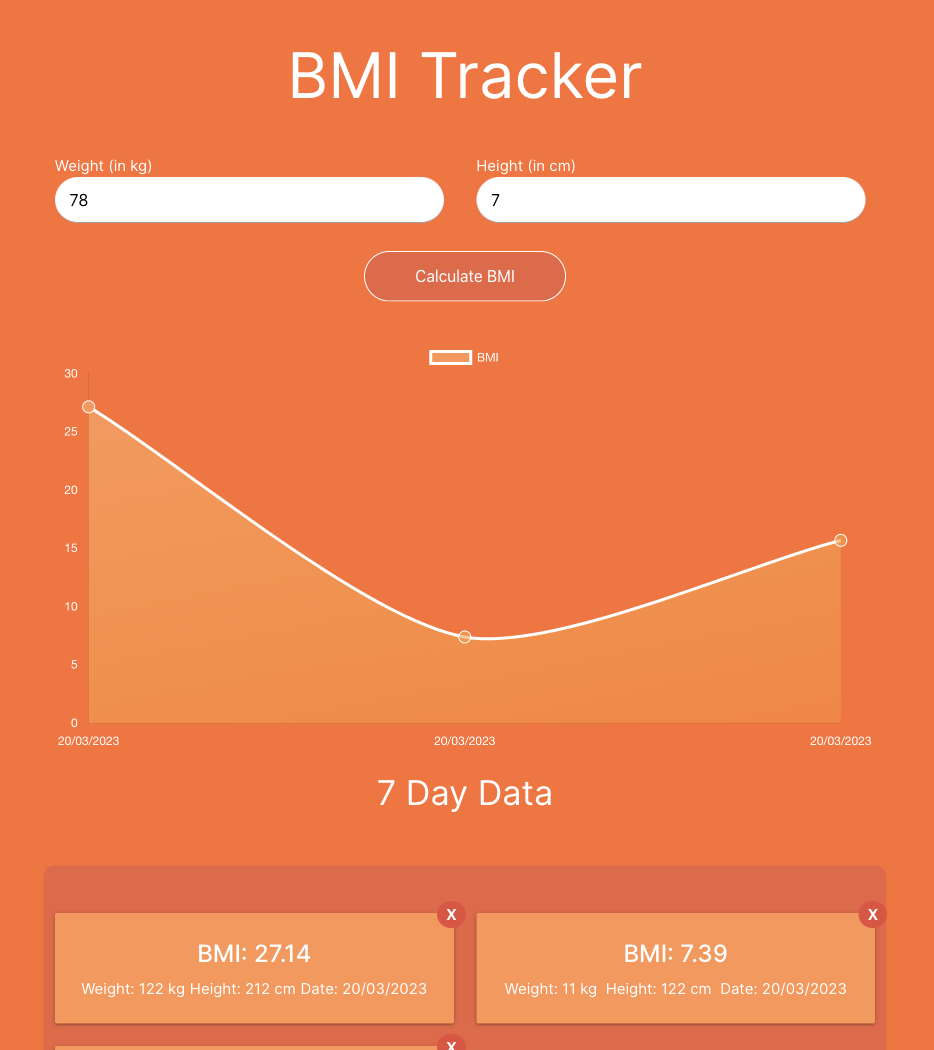 BMI Tracker
Weight (in kg)
Height (in cm)
78
7
Calculate BMI
BMI
30
25
20
15
10
5
0
20/03/2023
20/03/2023
20/03/2023
7 Day Data
X
X
BMI: 27.14
BMI: 7.39
Weight: 122 kg Height: 212 cm Date: 20/03/2023
Weight: 11 kg Height: 122 cm Date: 20/03/2023
X